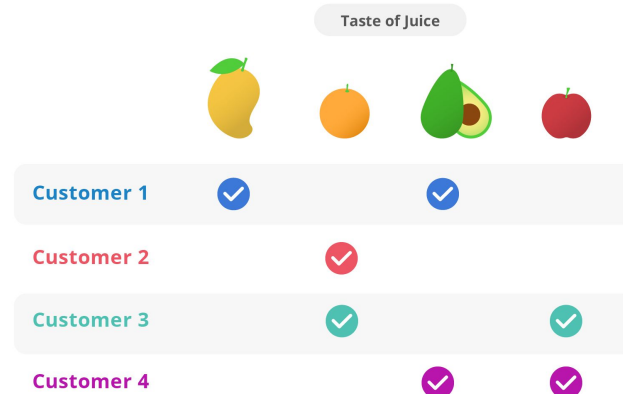 Taste of Juice
Customer 1
Customer 2
Customer 3
Customer 4